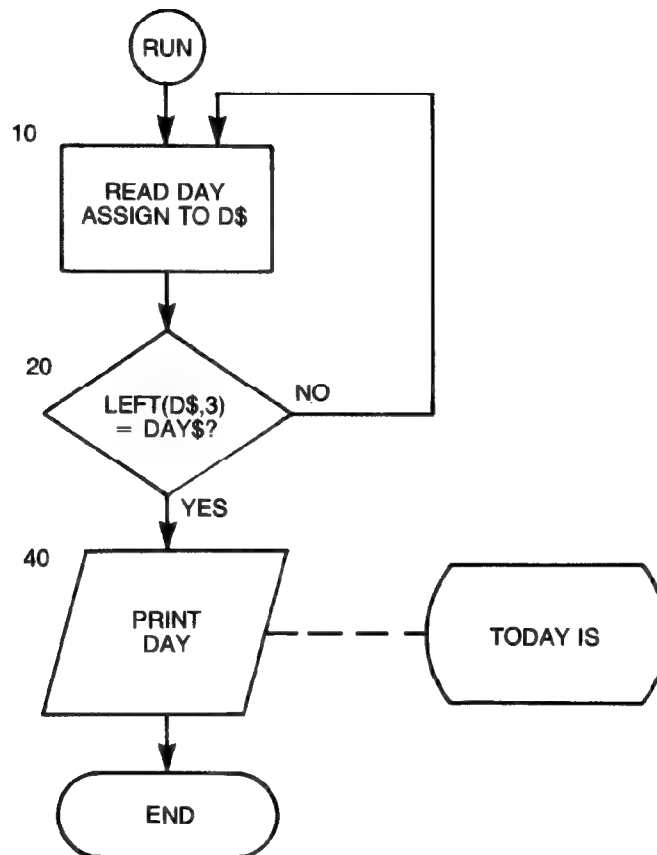 RUN
10
READ DAY
ASSIGN TO D$
20
LEFT(D$,3)
= DAY$?
NO
YES
40
PRINT
DAY
TODAY IS
END